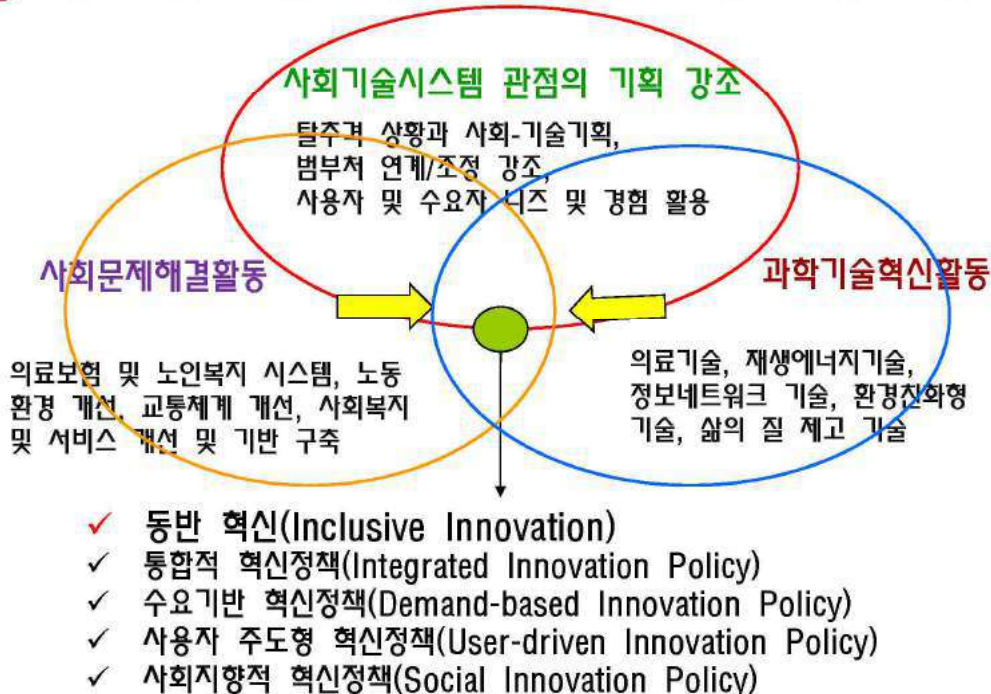 사회기술시스템 관점의 기획 강조
탈추격 상황과 사회-기술기획,
범부처 연계/조정 강조,
사용자 및 수요자 니즈 및 경험 활용
사회문제해결활동
과학기술혁신활동
의료보험 및 노인복지 시스템, 노동
환경 개선, 교통체계 개선, 사회복지
및 서비스 개선 및 기반 구축
의료기술, 재생에너지기술,
정보네트워크 기술, 환경친화형
기술, 삶의 질 제고 기술
✓ 동반 혁신(Inclusive Innovation)
✓ 통합적 혁신정책(Integrated Innovation Policy)
✓ 수요기반 혁신정책(Demand-based Innovation Policy)
✓ 사용자 주도형 혁신정책(User-driven Innovation Policy)
✓ 사회지향적 혁신정책(Social Innovation Policy)